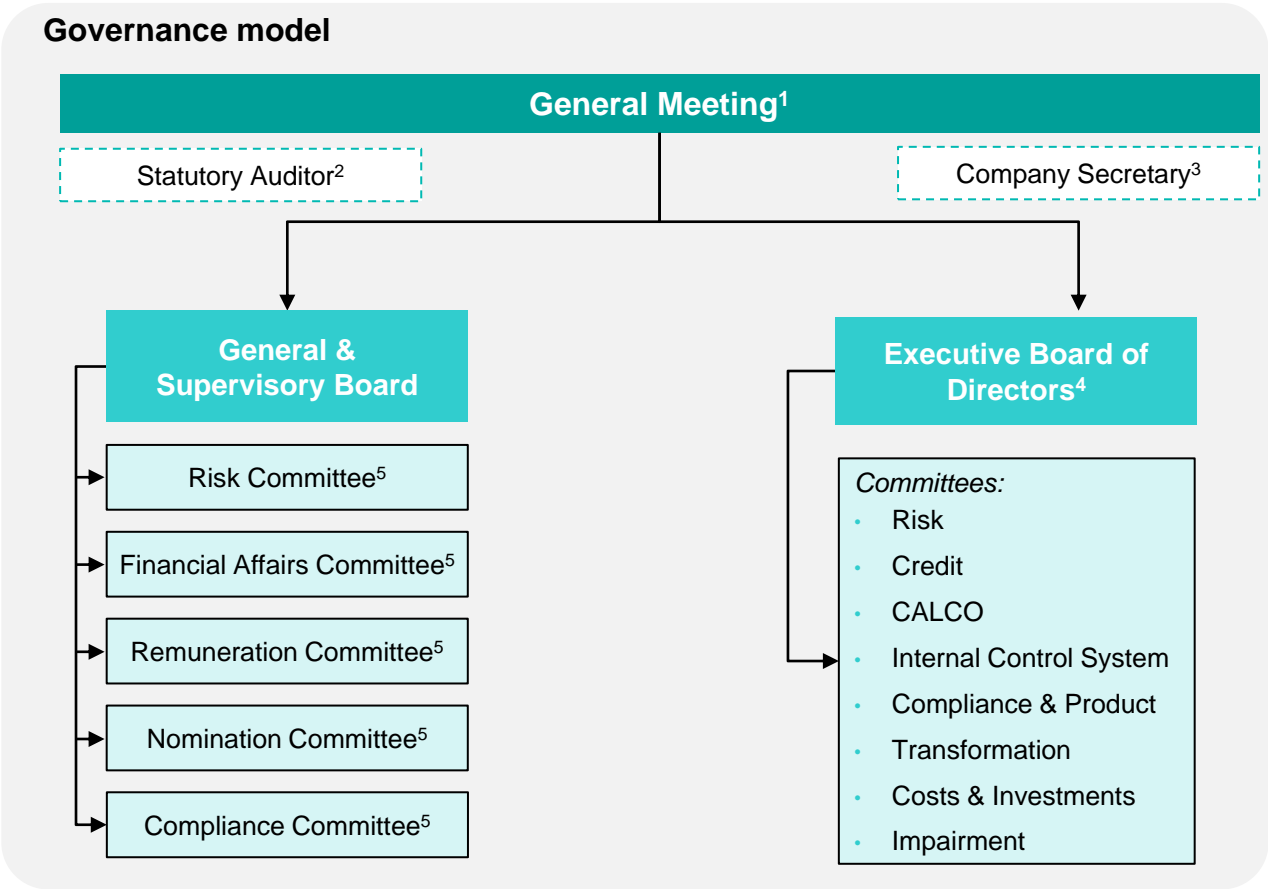 Governance model
General Meeting¹
Statutory Auditor²
Company Secretary³
General &
Supervisory Board
Risk Committee⁵
Financial Affairs Committee⁵
Remuneration Committee⁵
Nomination Committee⁵
Compliance Committee⁵
Executive Board of
Directors⁴
Committees:
• Risk
• Credit
• CALCO
• Internal Control System
• Compliance & Product
• Transformation
• Costs & Investments
• Impairment